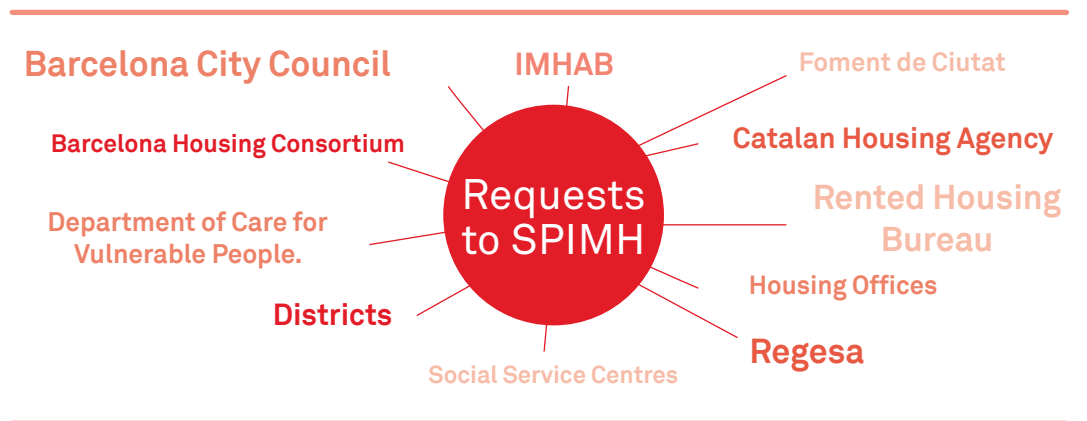 Barcelona City Council
IMHAB
Foment de Ciutat
Barcelona Housing Consortium
Catalan Housing Agency
Requests
to SPIMH
Department of Care for
Vulnerable People.
Rented Housing
Bureau
Districts
Housing Offices
Social Service Centres
Regesa